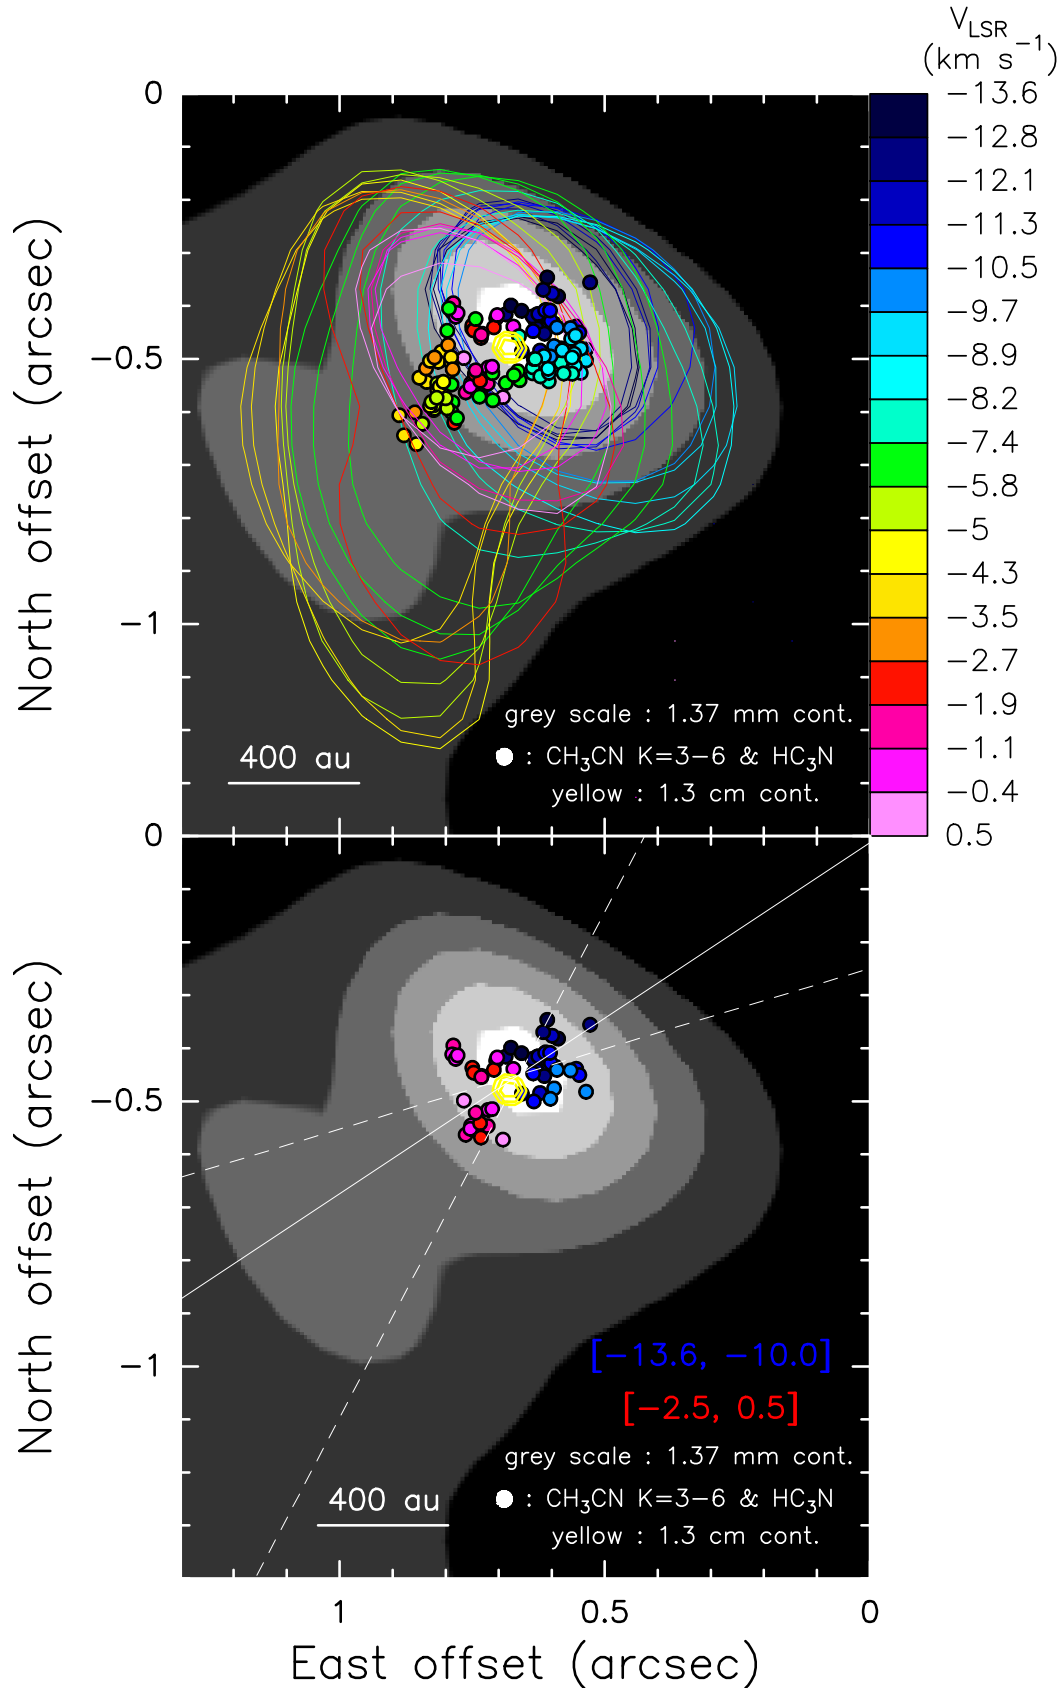 V_LSR
(km s⁻¹)
0
−0.5
−1
North offset (arcsec)
−13.6
−12.8
−12.1
−11.3
−10.5
−9.7
−8.9
−8.2
−7.4
−5.8
−5
−4.3
−3.5
−2.7
−1.9
−1.1
−0.4
0.5
grey scale : 1.37 mm cont.
400 au
: CH₃CN K=3−6 & HC₃N
yellow : 1.3 cm cont.
0
−0.5
−1
North offset (arcsec)
[−13.6, −10.0]
[−2.5, 0.5]
grey scale : 1.37 mm cont.
400 au
: CH₃CN K=3−6 & HC₃N
yellow : 1.3 cm cont.
1 0.5 0
East offset (arcsec)